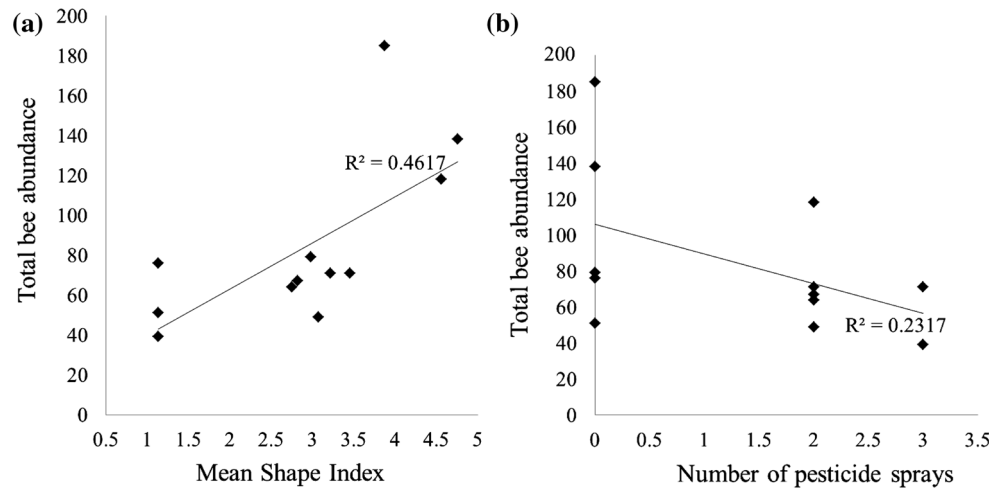 (a)
200
180
160
140
120
100
80
60
40
20
0
Total bee abundance
R² = 0.4617
0.5 1 1.5 2 2.5 3 3.5 4 4.5 5
Mean Shape Index
(b)
200
180
160
140
120
100
80
60
40
20
0
Total bee abundance
R² = 0.2317
0 0.5 1 1.5 2 2.5 3 3.5
Number of pesticide sprays